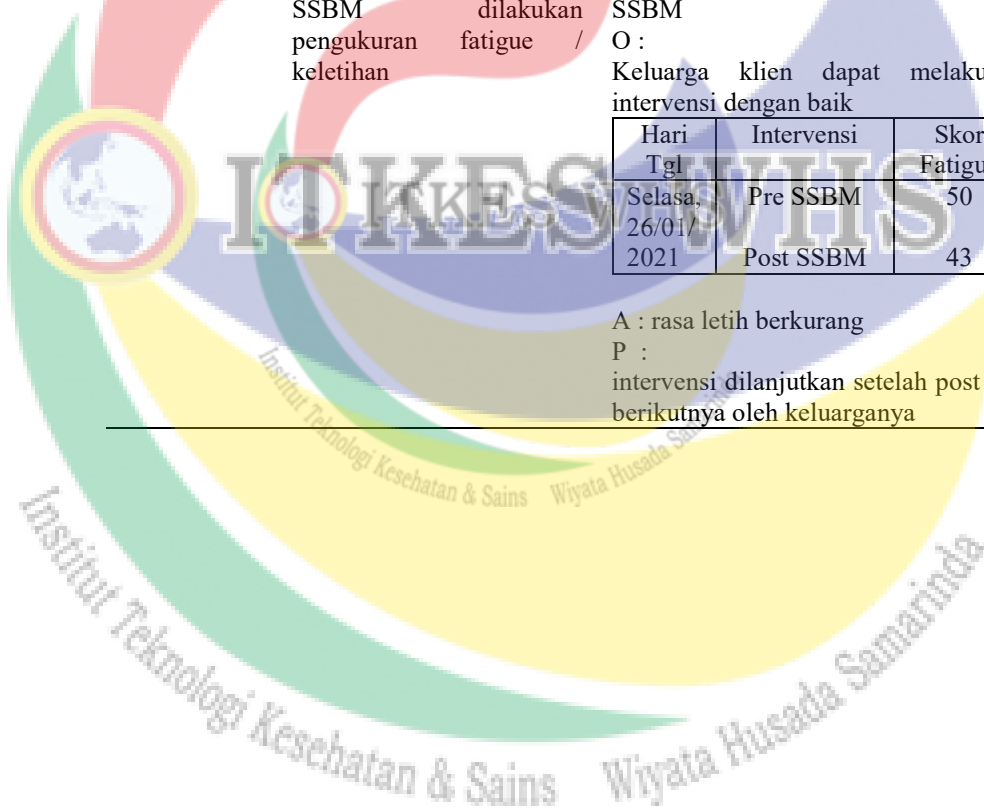 SSBM dilakukan
pengukuran fatigue /
keletihan
SSBM
O :
Keluarga klien dapat
intervensi dengan baik
Hari Intervensi Skor
Tgl
Selasa, Pre SSBM 50
26/01/
2021 Post SSBM 43
A : rasa letih berkurang
P :
intervensi dilanjutkan setelah post
berikutnya oleh keluarganya
ITKES WHS
ITKES WHS
Institut Teknologi Kesehatan & Sains Wiyata Husada Samarinda
Institut Teknologi Kesehatan & Sains Wiyata Husada Samarinda